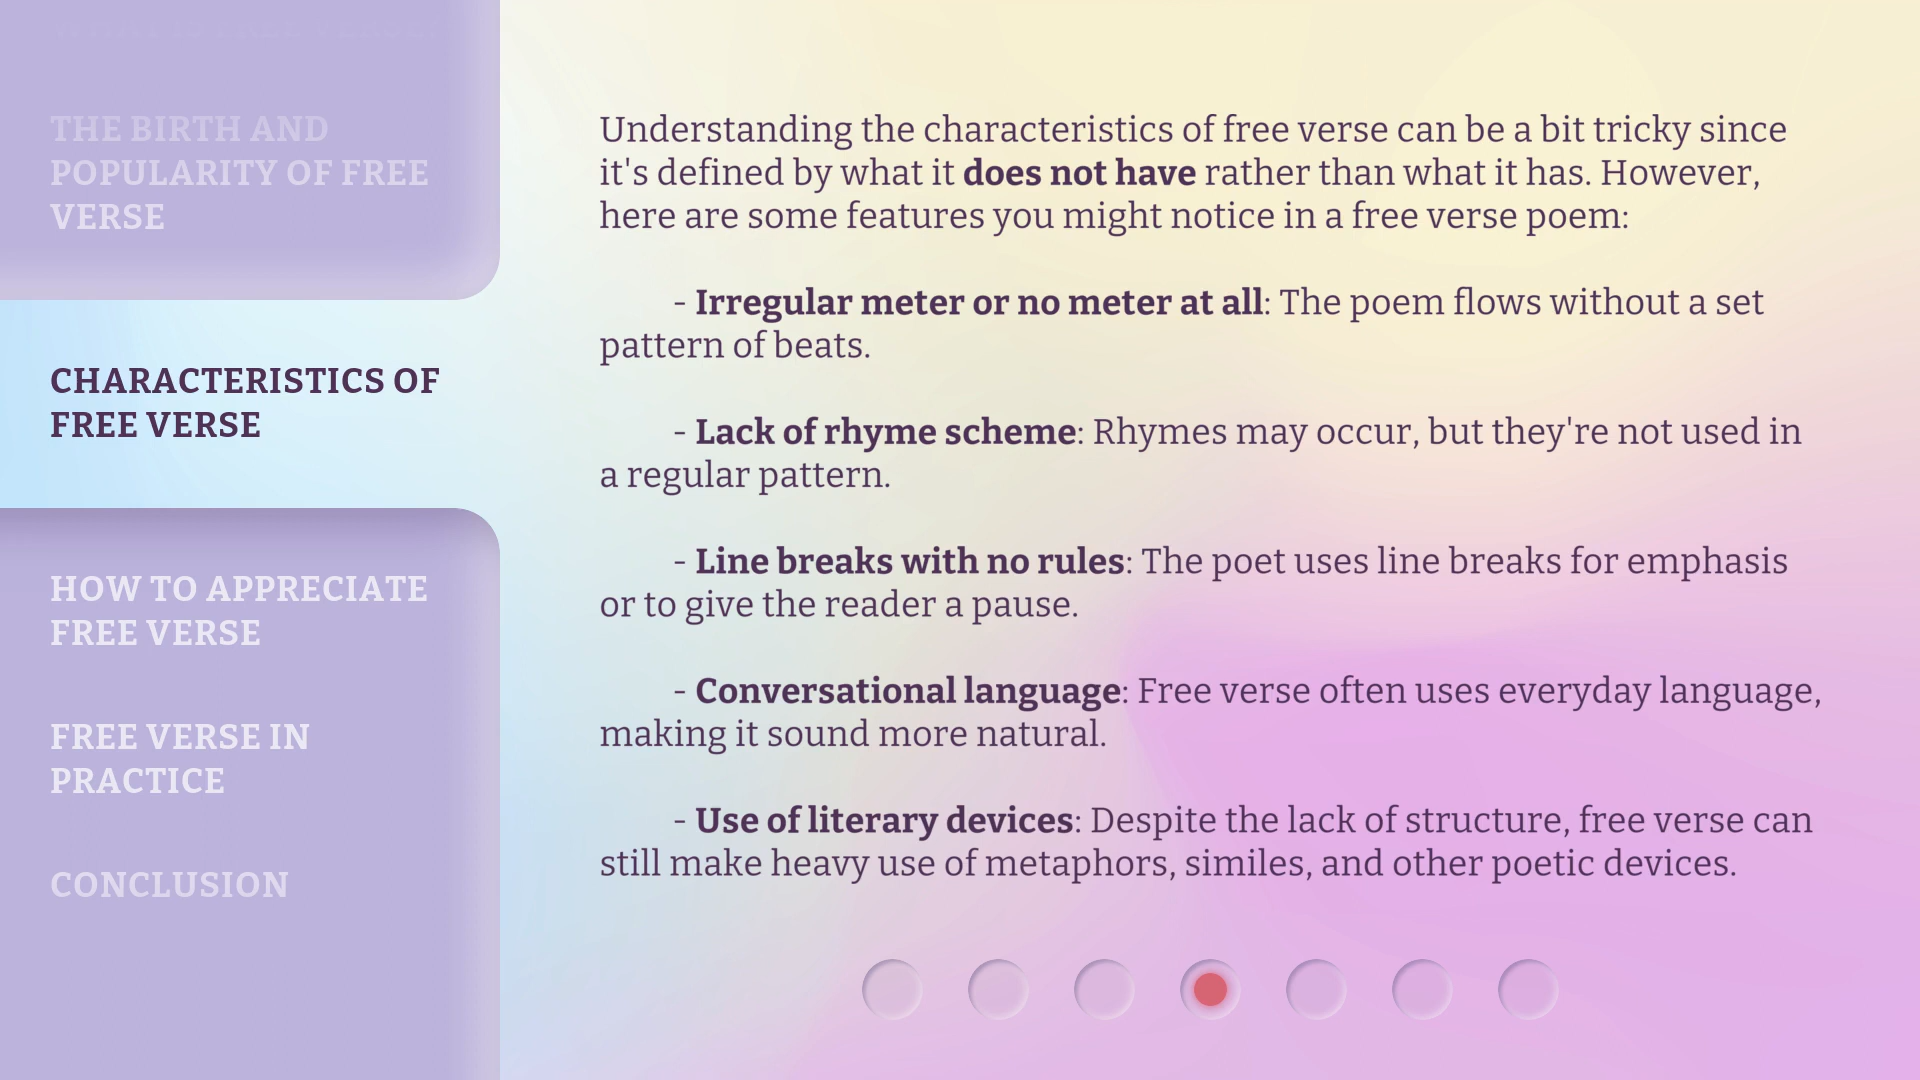 WHAT IS FREE VERSE?
THE BIRTH AND
POPULARITY OF FREE
VERSE
CHARACTERISTICS OF
FREE VERSE
HOW TO APPRECIATE
FREE VERSE
FREE VERSE IN
PRACTICE
CONCLUSION
Understanding the characteristics of free verse can be a bit tricky since
it's defined by what it does not have rather than what it has. However,
here are some features you might notice in a free verse poem:
- Irregular meter or no meter at all: The poem flows without a set
pattern of beats.
- Lack of rhyme scheme: Rhymes may occur, but they're not used in
a regular pattern.
- Line breaks with no rules: The poet uses line breaks for emphasis
or to give the reader a pause.
- Conversational language: Free verse often uses everyday language,
making it sound more natural.
- Use of literary devices: Despite the lack of structure, free verse can
still make heavy use of metaphors, similes, and other poetic devices.